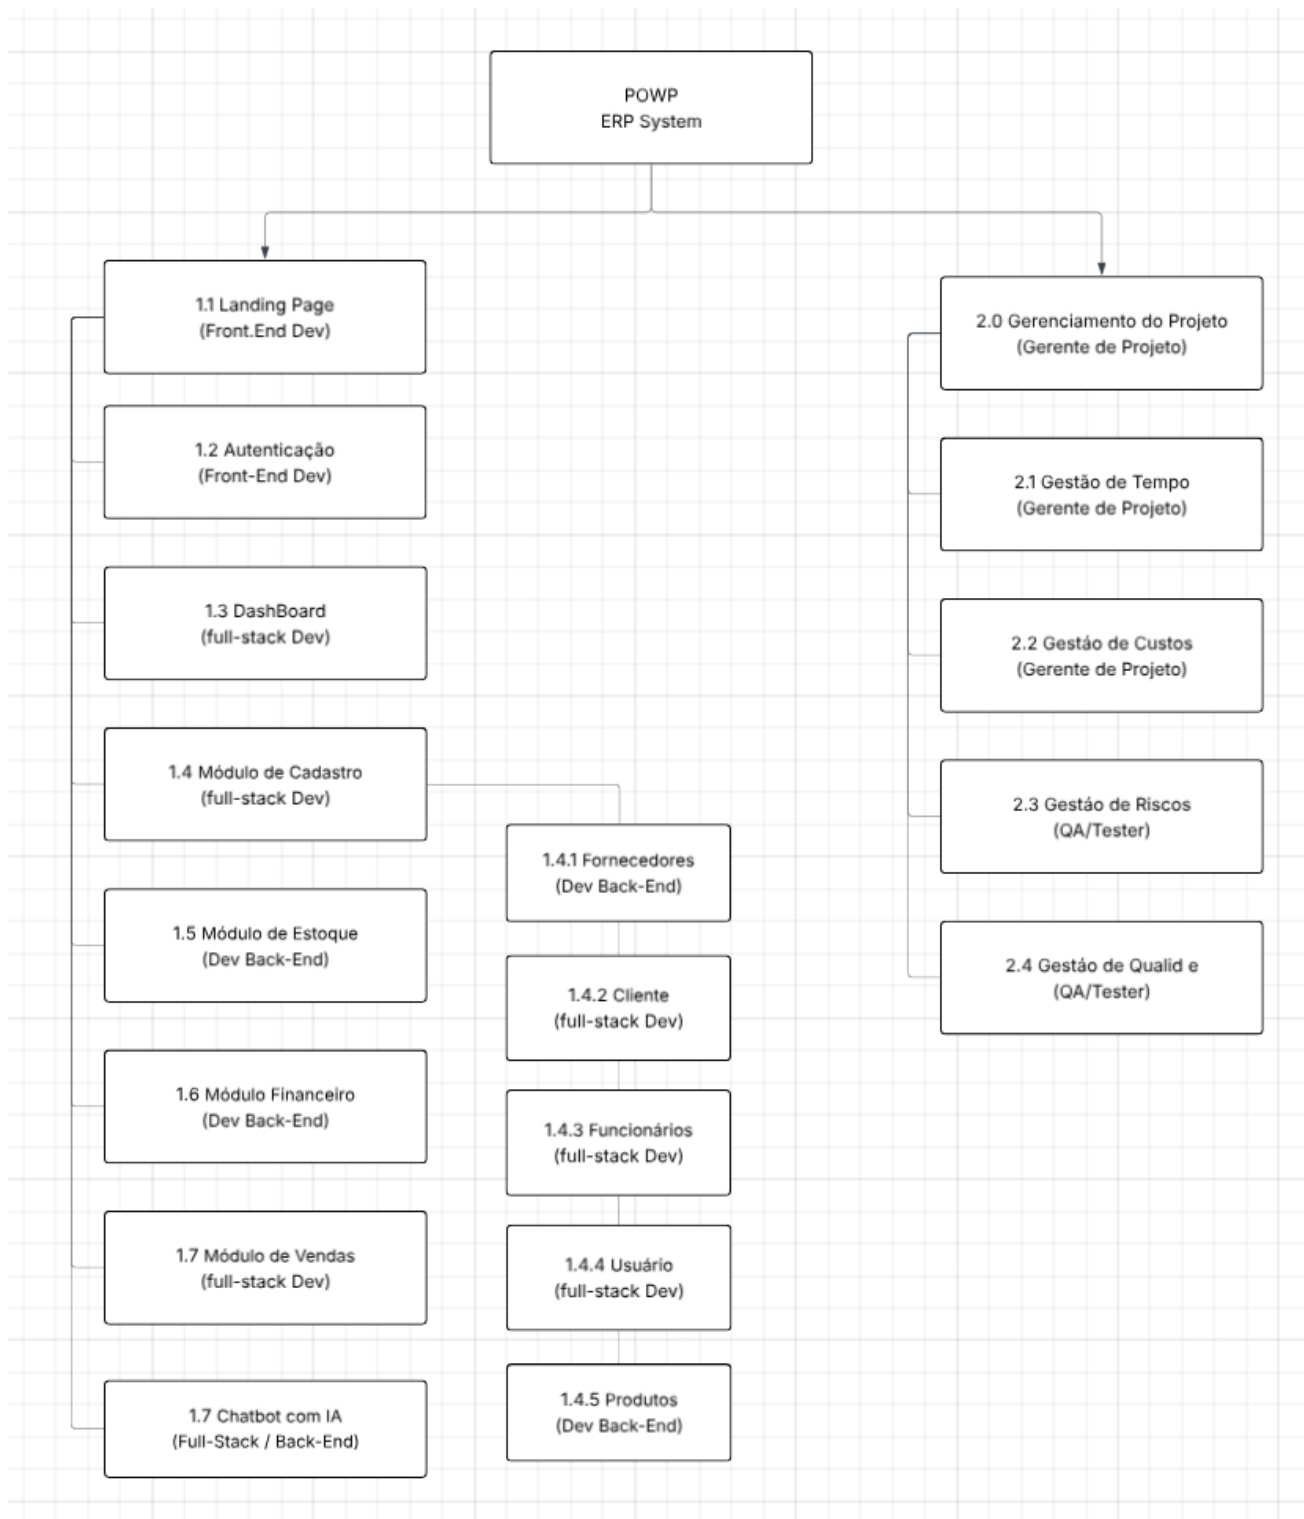 POWP
ERP System
1.1 Landing Page
(Front.End Dev)
1.2 Autenticação
(Front-End Dev)
1.3 DashBoard
(full-stack Dev)
1.4 Módulo de Cadastro
(full-stack Dev)
1.4.1 Fornecedores
(Dev Back-End)
1.4.2 Cliente
(full-stack Dev)
1.4.3 Funcionários
(full-stack Dev)
1.4.4 Usuário
(full-stack Dev)
1.4.5 Produtos
(Dev Back-End)
1.5 Módulo de Estoque
(Dev Back-End)
1.6 Módulo Financeiro
(Dev Back-End)
1.7 Módulo de Vendas
(full-stack Dev)
1.7 Chatbot com IA
(Full-Stack / Back-End)
2.0 Gerenciamento do Projeto
(Gerente de Projeto)
2.1 Gestão de Tempo
(Gerente de Projeto)
2.2 Gestáo de Custos
(Gerente de Projeto)
2.3 Gestáo de Riscos
(QA/Tester)
2.4 Gestáo de Qualid e
(QA/Tester)